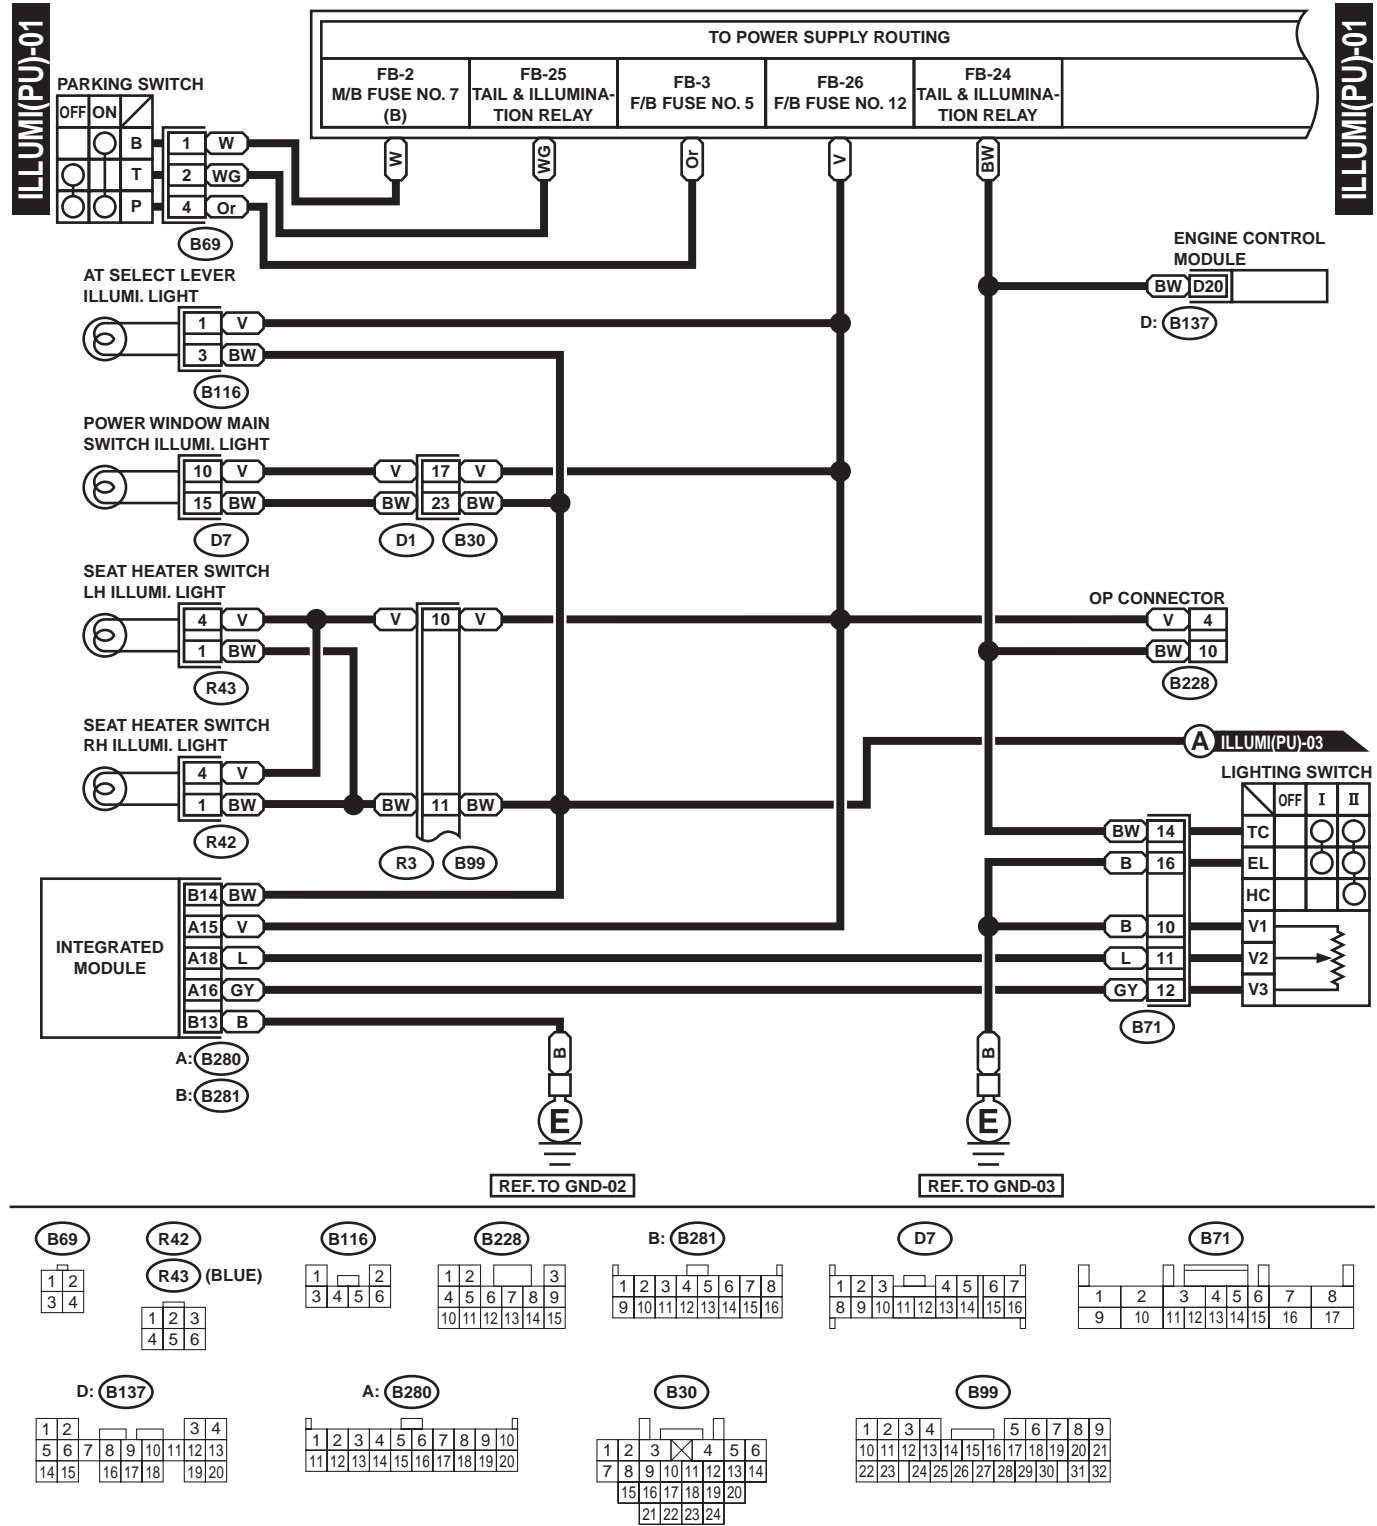 ILLUMI(PU)-01
ILLUMI(PU)-01
TO POWER SUPPLY ROUTING
FB-2
M/B FUSE NO. 7
(B)
FB-25
TAIL & ILLUMINA-
TION RELAY
FB-3
F/B FUSE NO. 5
FB-26
F/B FUSE NO. 12
FB-24
TAIL & ILLUMINA-
TION RELAY
W
WG
Or
V
BW
PARKING SWITCH
OFF ON
B 1 W
T 2 WG
P 4 Or
B69
ENGINE CONTROL
MODULE
BW D20
D: B137
AT SELECT LEVER
ILLUMI. LIGHT
1 V
3 BW
B116
POWER WINDOW MAIN
SWITCH ILLUMI. LIGHT
10 V V 17 V
15 BW BW 23 BW
D7 D1 B30
SEAT HEATER SWITCH
LH ILLUMI. LIGHT
4 V V 10 V
1 BW
R43
OP CONNECTOR
V 4
BW 10
B228
SEAT HEATER SWITCH
RH ILLUMI. LIGHT
4 V
1 BW BW 11 BW
R42 R3 B99
A ILLUMI(PU)-03
LIGHTING SWITCH
OFF I II
BW 14 TC
B 16 EL
HC
B 10 V1
L 11 V2
GY 12 V3
B71
INTEGRATED
MODULE
B14 BW
A15 V
A18 L
A16 GY
B13 B
A: B280
B: B281
B
E
REF. TO GND-02
B
E
REF. TO GND-03
B69
1 2
3 4
R42
R43 (BLUE)
1 2 3
4 5 6
B116
1 2
3 4 5 6
B228
1 2 3
4 5 6 7 8 9
10 11 12 13 14 15
B: B281
1 2 3 4 5 6 7 8
9 10 11 12 13 14 15 16
D7
1 2 3 4 5 6 7
8 9 10 11 12 13 14 15 16
B71
1 2 3 4 5 6 7 8
9 10 11 12 13 14 15 16 17
D: B137
1 2 3 4
5 6 7 8 9 10 11 12 13
14 15 16 17 18 19 20
A: B280
1 2 3 4 5 6 7 8 9 10
11 12 13 14 15 16 17 18 19 20
B30
1 2 3 4 5 6
7 8 9 10 11 12 13 14
15 16 17 18 19 20
21 22 23 24
B99
1 2 3 4 5 6 7 8 9
10 11 12 13 14 15 16 17 18 19 20 21
22 23 24 25 26 27 28 29 30 31 32